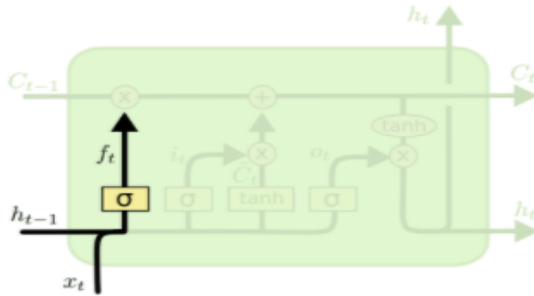 h_t
C_{t-1} × + C_t
tanh
f_t i_t C̃_t × o_t ×
σ σ tanh σ
h_{t-1} h_t
x_t